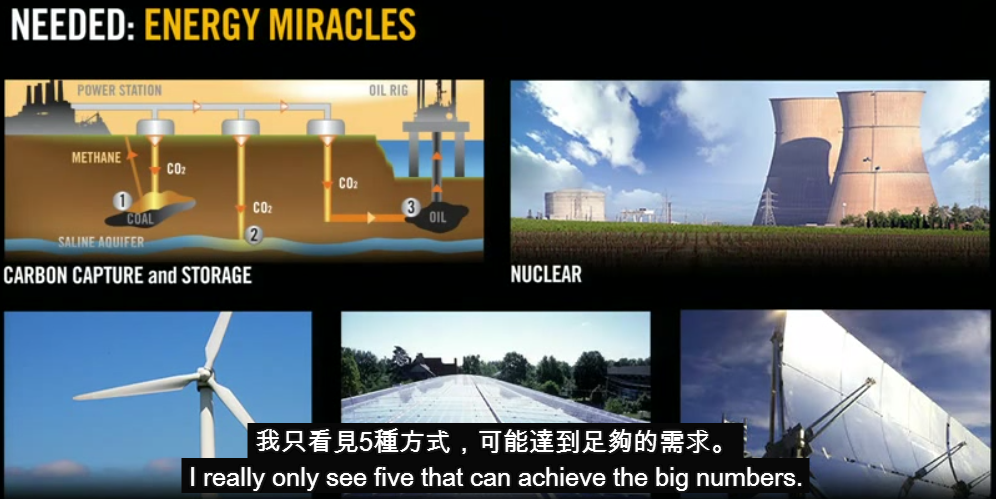 NEEDED: ENERGY MIRACLES
POWER STATION
OIL RIG
METHANE
CO₂
CO₂
CO₂
1
COAL
2
3
OIL
SALINE AQUIFER
CARBON CAPTURE and STORAGE
NUCLEAR
我只看見5種方式，可能達到足夠的需求。
I really only see five that can achieve the big numbers.